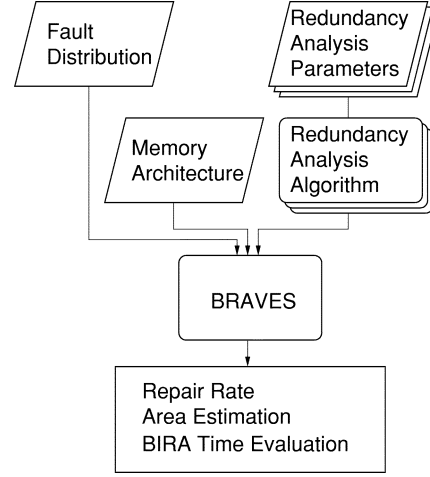 Fault
Distribution
Redundancy
Analysis
Parameters
Memory
Architecture
Redundancy
Analysis
Algorithm
BRAVES
Repair Rate
Area Estimation
BIRA Time Evaluation